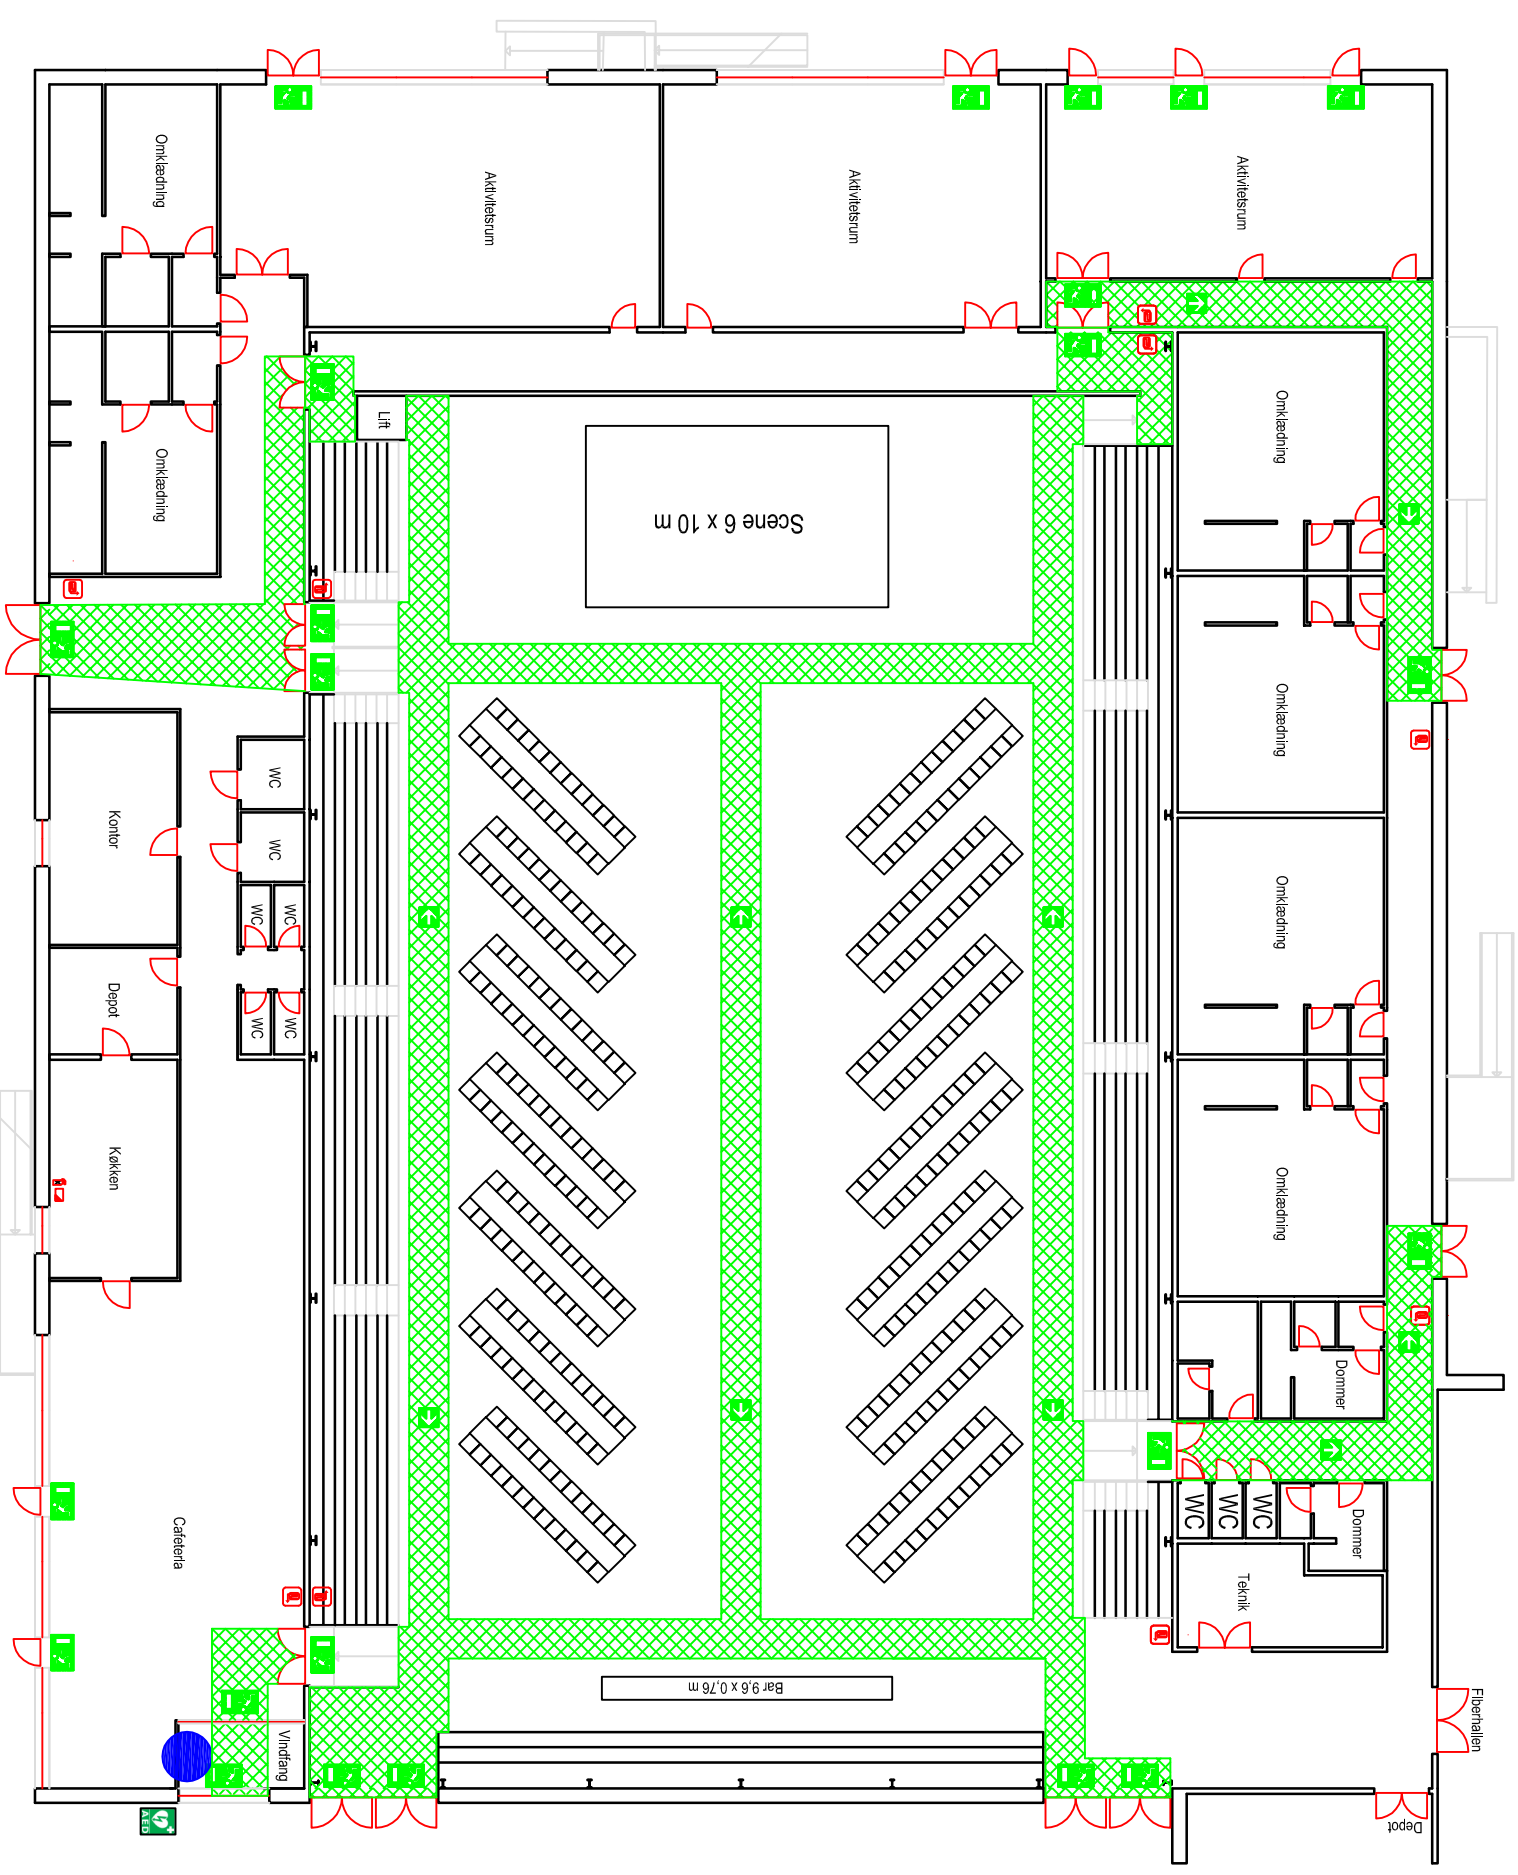 Omklædning
Aktivitetsrum
Aktivitetsrum
Aktivitetsrum
Omklædning
Lift
Scene 6 x 10 m
Omklædning
Omklædning
WC
Kontor
WC
WC
WC
Omklædning
Depot
WC
WC
Køkken
Omklædning
Dommer
WC
WC
WC
Dommer
Cafeteria
Teknik
Bar 9,6 x 0,76 m
Fiberhallen
Vindfang
AED
Depot